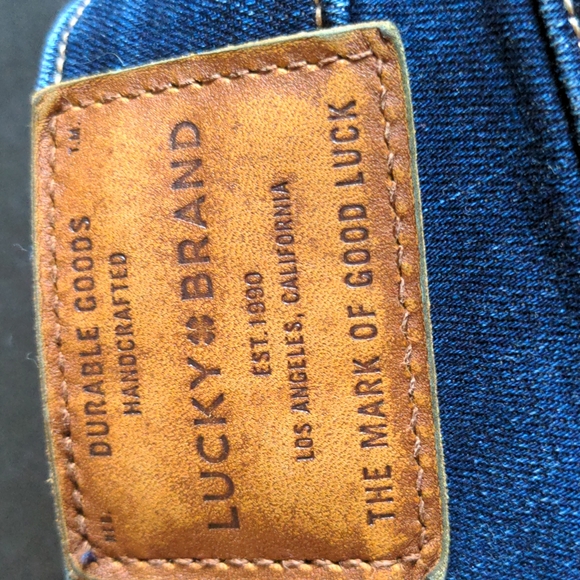 DURABLE GOODS
HANDCRAFTED
LUCKY BRAND
EST. 1990
LOS ANGELES, CALIFORNIA
THE MARK OF GOOD LUCK